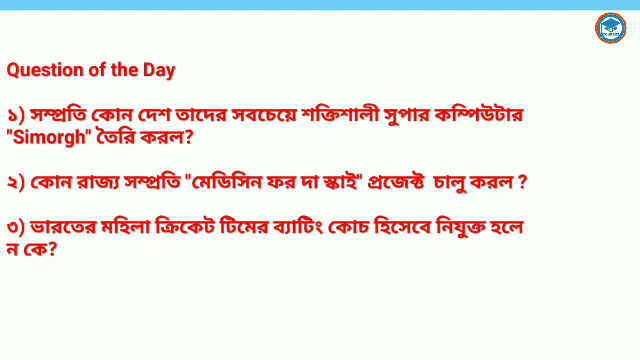 Question of the Day
১) সম্প্রতি কোন দেশ তাদের সবচেয়ে শক্তিশালী সুপার কম্পিউটার
"Simorgh" তৈরি করল?
২) কোন রাজ্য সম্প্রতি "মেডিসিন ফর দা স্কাই" প্রজেক্ট চালু করল ?
৩) ভারতের মহিলা ক্রিকেট টিমের ব্যাটিং কোচ হিসেবে নিযুক্ত হলে
ন কে?